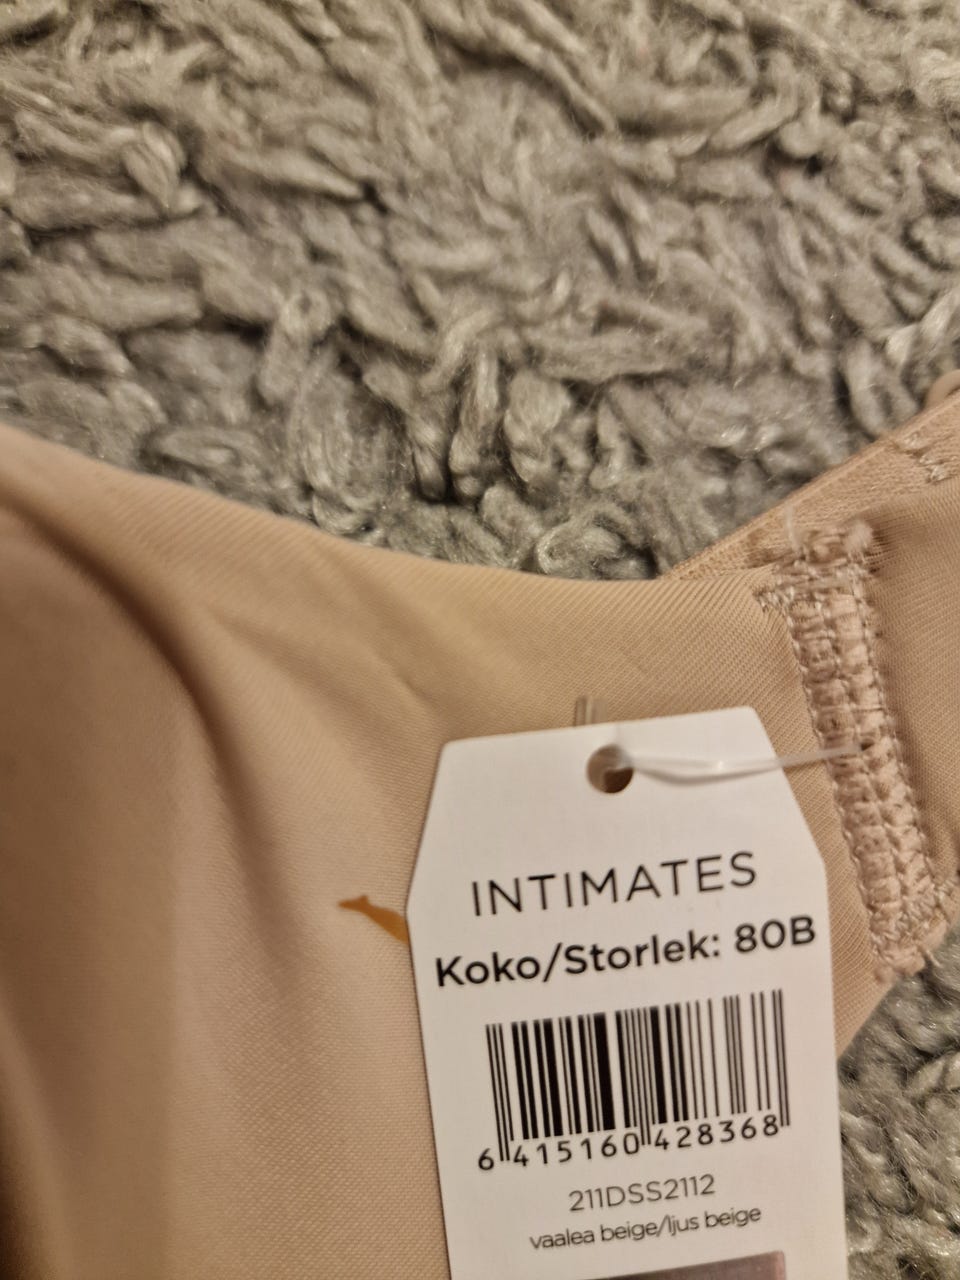 INTIMATES
Koko/Storlek: 80B
6 415160 428368
211DSS2112
vaalea beige/ljus beige